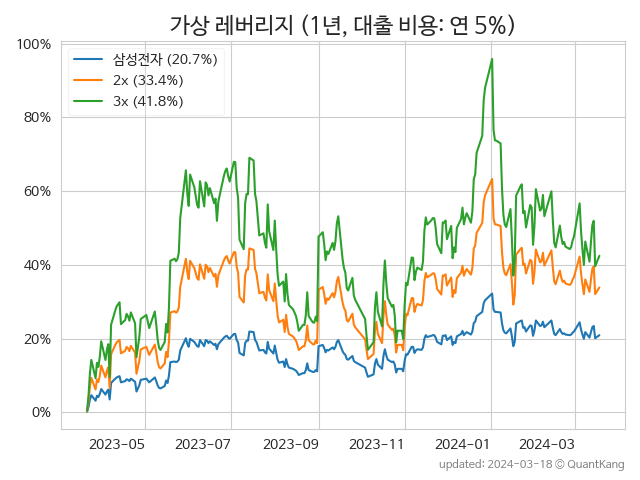 가상 레버리지 (1년, 대출 비용: 연 5%)
100%
80%
60%
40%
20%
0%
삼성전자 (20.7%)
2x (33.4%)
3x (41.8%)
2023-05
2023-07
2023-09
2023-11
2024-01
2024-03
updated: 2024-03-18 © QuantKang